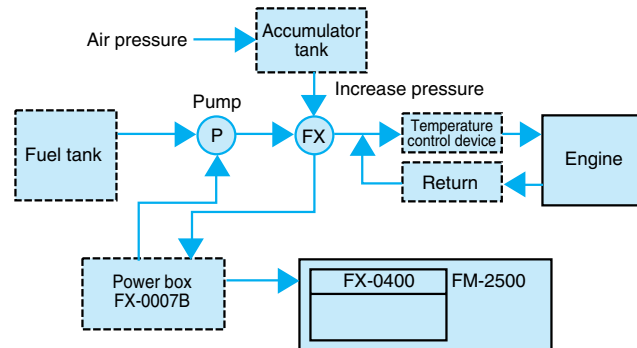 Air pressure
Accumulator
tank
Increase pressure
Pump
P
FX
Fuel tank
Temperature
control device
Engine
Return
Power box
FX-0007B
FX-0400
FM-2500